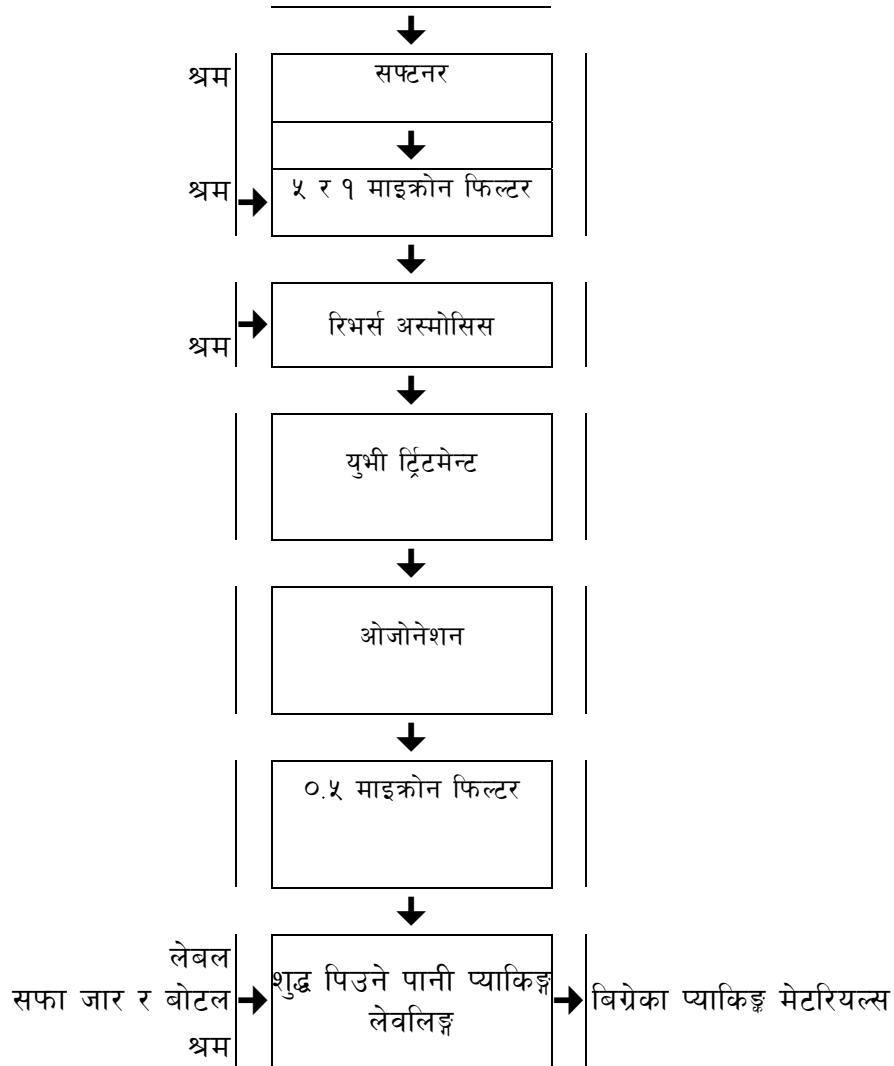 श्रम
सफ्टनर
श्रम
५ र १ माइक्रोन फिल्टर
रिभर्स अस्मोसिस
श्रम
युभी ट्रिर्टमेन्ट
ओजोनेशन
०.५ माइक्रोन फिल्टर
लेबल
सफा जार र बोटल
श्रम
शुद्ध पिउने पानी प्याकिङ्ग
लेवलिङ्ग
बिग्रेका प्याकिङ्क मेटरियल्स